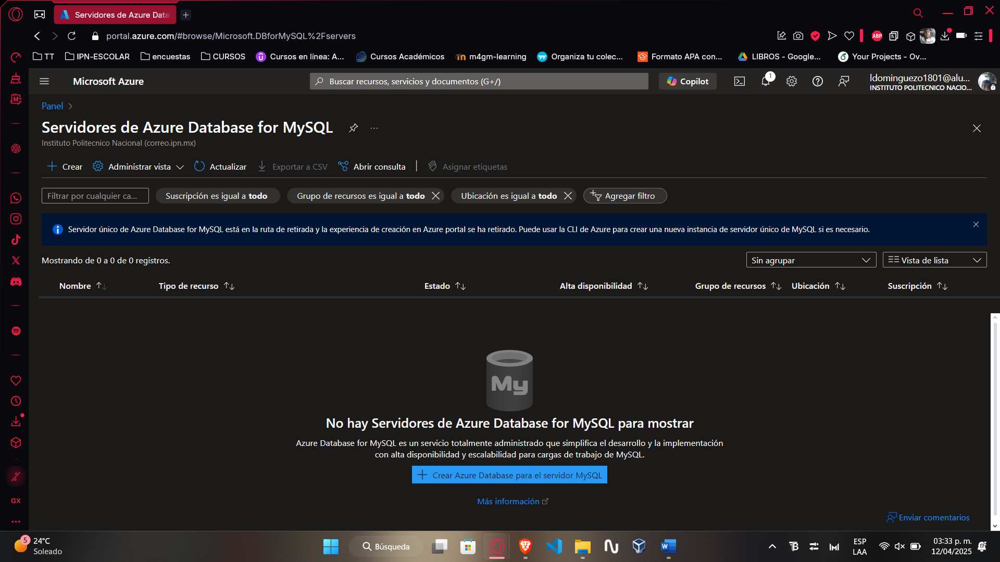 Servidores de Azure Data
portal.azure.com/#browse/Microsoft.DBforMySQL%2Fservers
ABP
TT
IPN-ESCOLAR
encuestas
CURSOS
Cursos en línea: A...
Cursos Académicos
m4gm-learning
Organiza tu colec...
Formato APA con...
LIBROS - Google...
Your Projects - Ov...
Microsoft Azure
Buscar recursos, servicios y documentos (G+/)
Copilot
1
ldominguezo1801@alu...
INSTITUTO POLITECNICO NACIO...
Panel
Servidores de Azure Database for MySQL
...
Instituto Politecnico Nacional (correo.ipn.mx)
Crear
Administrar vista
Actualizar
Exportar a CSV
Abrir consulta
Asignar etiquetas
Filtrar por cualquier ca...
Suscripción es igual a todo
Grupo de recursos es igual a todo
Ubicación es igual a todo
Agregar filtro
Servidor único de Azure Database for MySQL está en la ruta de retirada y la experiencia de creación en Azure portal se ha retirado. Puede usar la CLI de Azure para crear una nueva instancia de servidor único de MySQL si es necesario.
Mostrando de 0 a 0 de 0 registros.
Sin agrupar
Vista de lista
Nombre
Tipo de recurso
Estado
Alta disponibilidad
Grupo de recursos
Ubicación
Suscripción
My
No hay Servidores de Azure Database for MySQL para mostrar
Azure Database for MySQL es un servicio totalmente administrado que simplifica el desarrollo y la implementación
con alta disponibilidad y escalabilidad para cargas de trabajo de MySQL.
Crear Azure Database para el servidor MySQL
Más información
Enviar comentarios
M
GX
5
24°C
Soleado
Búsqueda
W
ESP
LAA
03:33 p. m.
12/04/2025